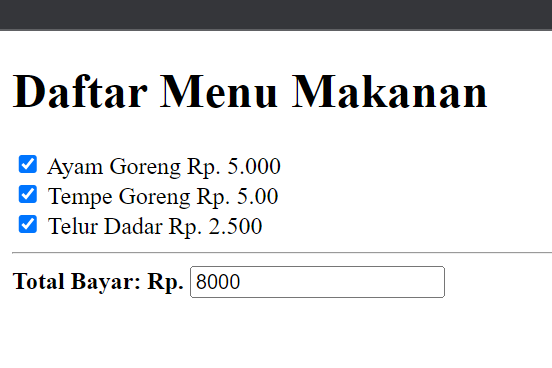 Daftar Menu Makanan
Ayam Goreng Rp. 5.000
Tempe Goreng Rp. 5.00
Telur Dadar Rp. 2.500
Total Bayar: Rp. 8000